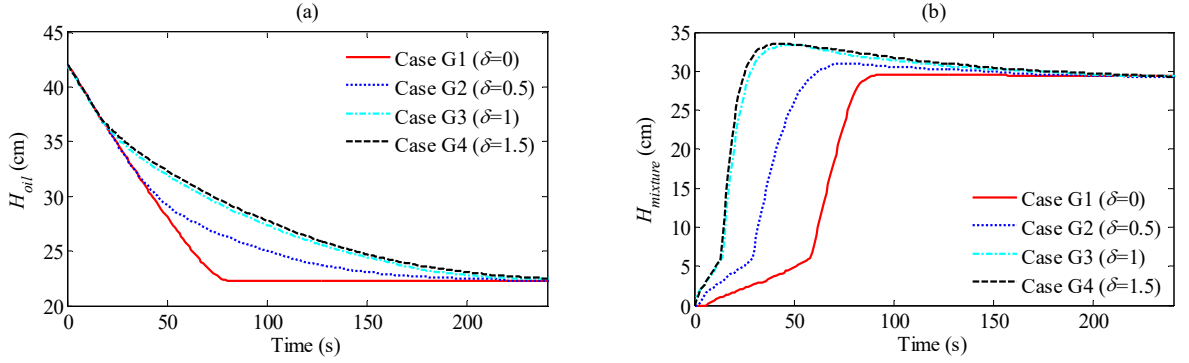 (a)
45
40
35
30
25
20
H_oil (cm)
0 50 100 150 200
Time (s)
Case G1 (δ=0)
Case G2 (δ=0.5)
Case G3 (δ=1)
Case G4 (δ=1.5)
(b)
35
30
25
20
15
10
5
0
H_mixture (cm)
0 50 100 150 200
Time (s)
Case G1 (δ=0)
Case G2 (δ=0.5)
Case G3 (δ=1)
Case G4 (δ=1.5)